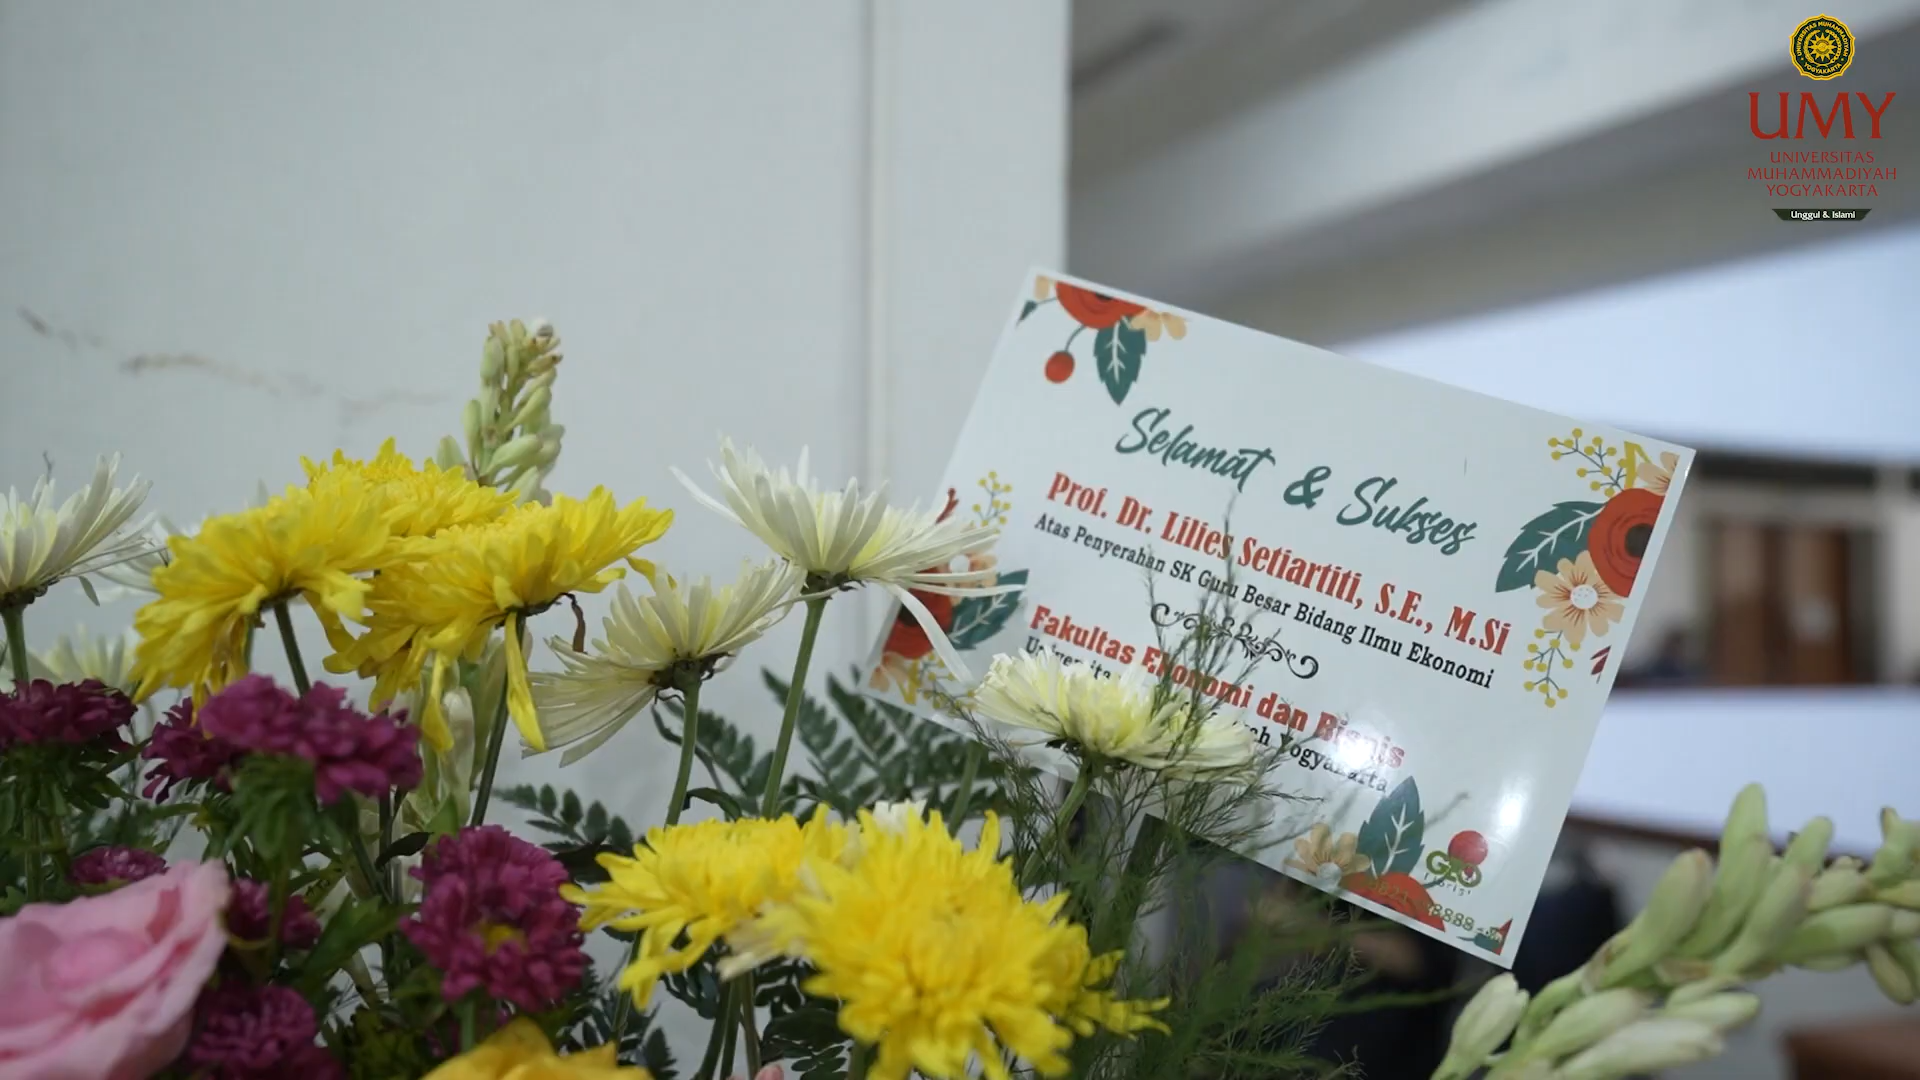 UMY
UNIVERSITAS
MUHAMMADIYAH
YOGYAKARTA
Unggul & Islami
Selamat & Sukses
Prof. Dr. Lilies Setiartiti, S.E., M.Si
Atas Penyerahan SK Guru Besar Bidang Ilmu Ekonomi
Fakultas Ekonomi dan Bisnis
Yogyakarta